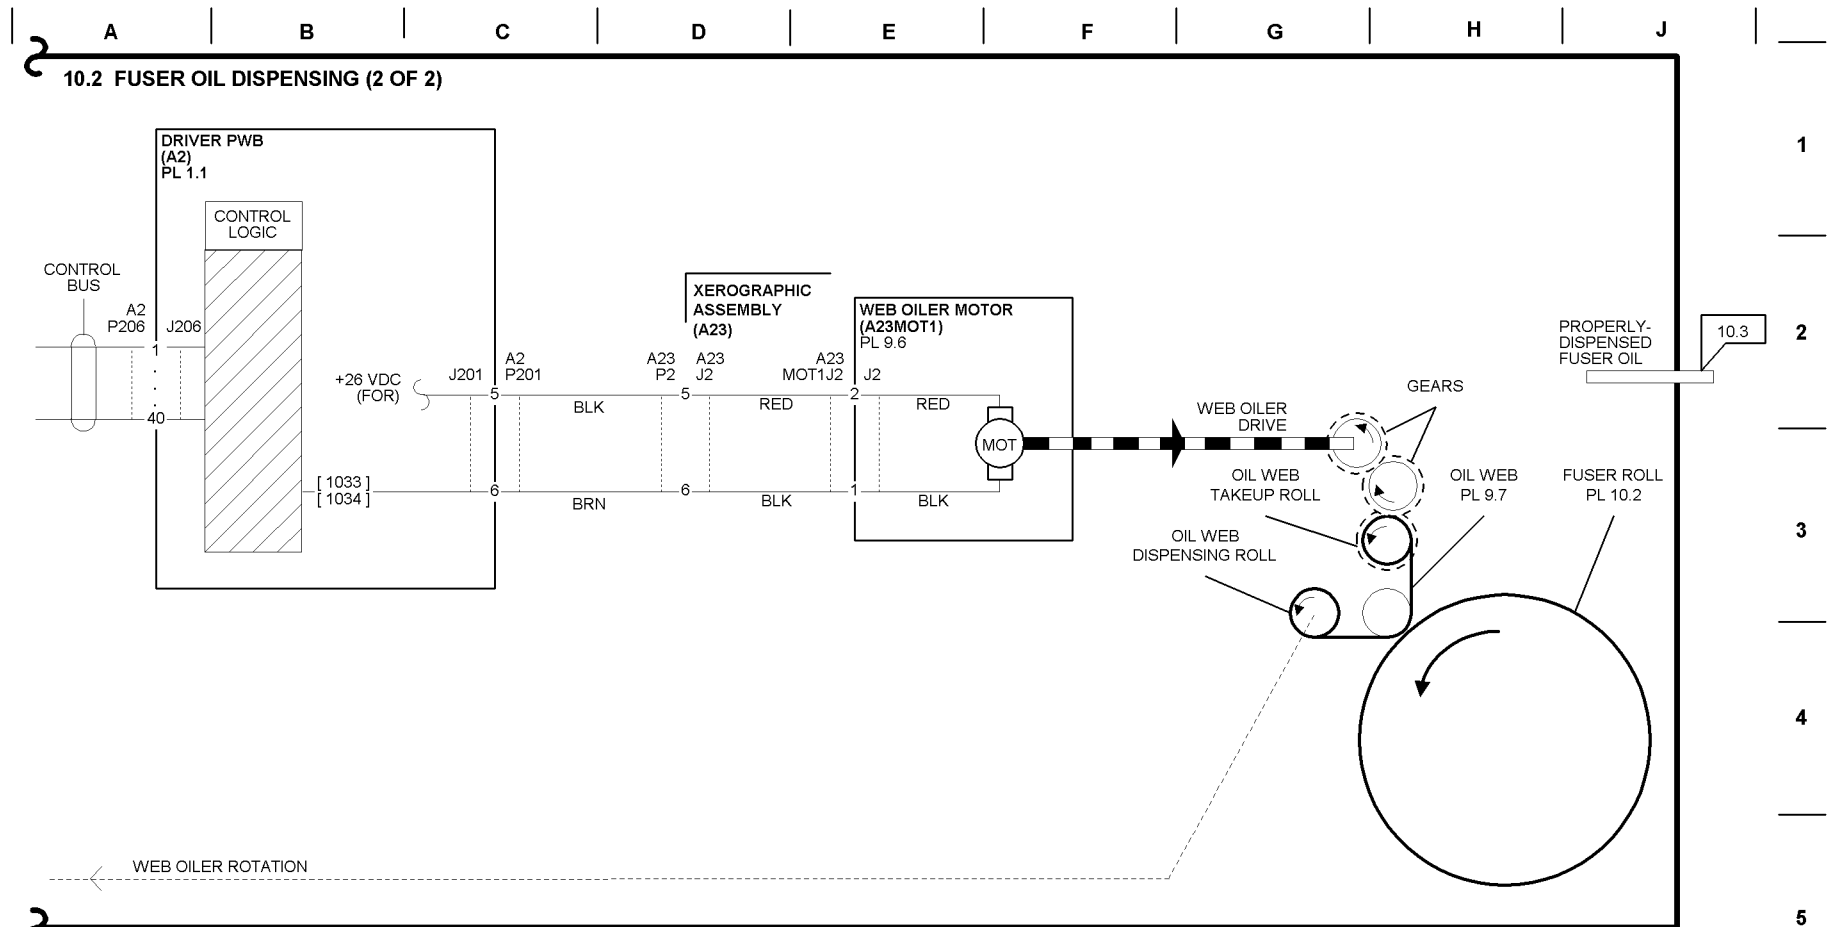 A B C D E F G H J
10.2 FUSER OIL DISPENSING (2 OF 2)
DRIVER PWB
(A2)
PL 1.1
1
CONTROL
LOGIC
CONTROL
BUS
A2
P206
J206
1
.
.
.
40
+26 VDC
(FOR)
J201
A2
P201
5
BLK
[ 1033 ]
[ 1034 ]
6
BRN
XEROGRAPHIC
ASSEMBLY
(A23)
A23
P2
A23
J2
5
RED
6
BLK
WEB OILER MOTOR
(A23MOT1)
PL 9.6
A23
MOT1J2
J2
2
RED
1
BLK
MOT
WEB OILER
DRIVE
GEARS
PROPERLY-
DISPENSED
FUSER OIL
10.3
2
OIL WEB
TAKEUP ROLL
OIL WEB
PL 9.7
FUSER ROLL
PL 10.2
OIL WEB
DISPENSING ROLL
3
4
WEB OILER ROTATION
5